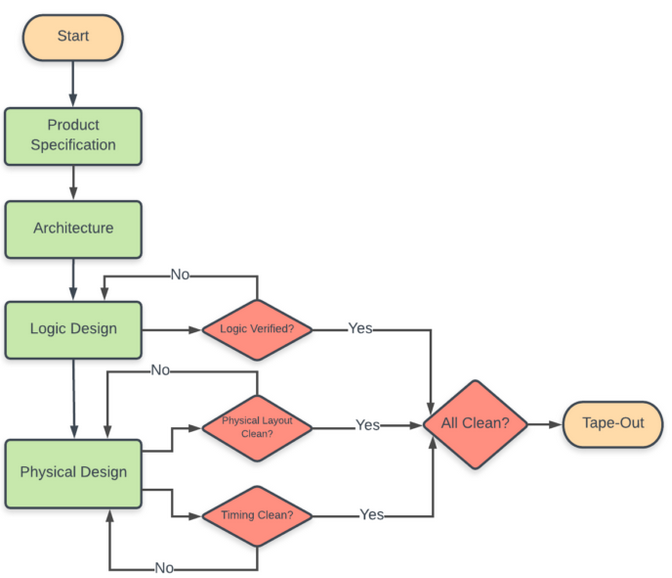 Start
Product
Specification
Architecture
No
Logic Design
Logic Verified?
Yes
No
Physical Layout
Clean?
Yes
All Clean?
Tape-Out
Physical Design
Timing Clean?
Yes
No